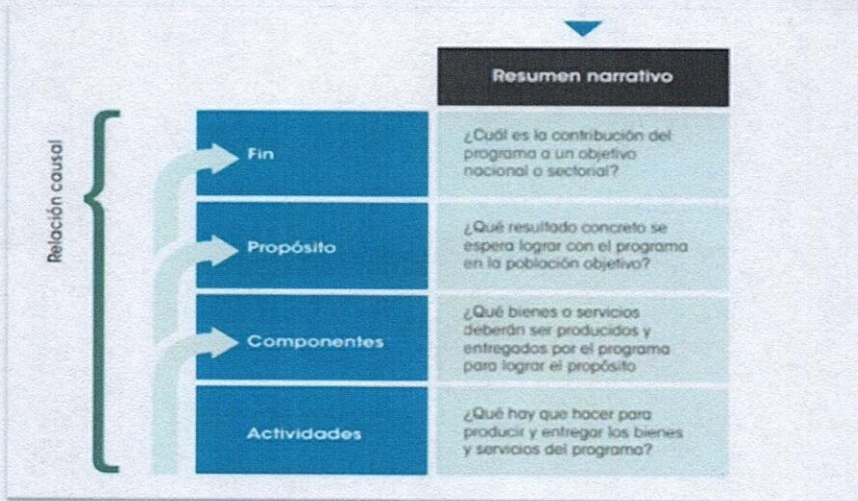 Resumen narrativo
Relación causal
Fin
¿Cuál es la contribución del
programa a un objetivo
nacional o sectorial?
Propósito
¿Qué resultado concreto se
espera lograr con el programa
en la población objetivo?
Componentes
¿Qué bienes o servicios
deberán ser producidos y
entregados por el programa
para lograr el propósito
Actividades
¿Qué hay que hacer para
producir y entregar los bienes
y servicios del programa?